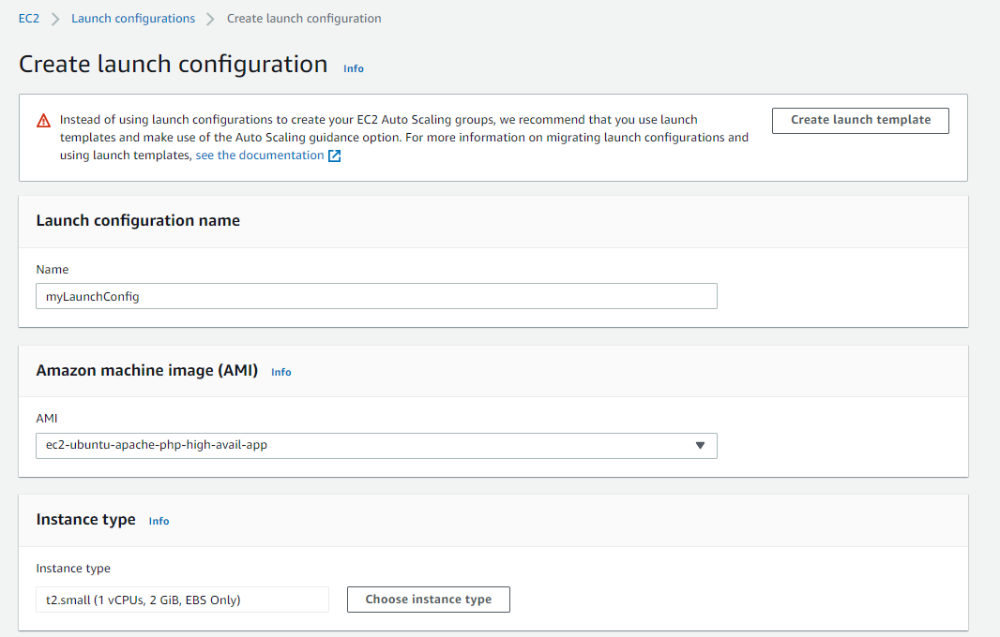 EC2 > Launch configurations > Create launch configuration
Create launch configuration Info
Instead of using launch configurations to create your EC2 Auto Scaling groups, we recommend that you use launch
templates and make use of the Auto Scaling guidance option. For more information on migrating launch configurations and
using launch templates, see the documentation
Create launch template
Launch configuration name
Name
myLaunchConfig
Amazon machine image (AMI) Info
AMI
ec2-ubuntu-apache-php-high-avail-app
Instance type Info
Instance type
t2.small (1 vCPUs, 2 GiB, EBS Only)
Choose instance type